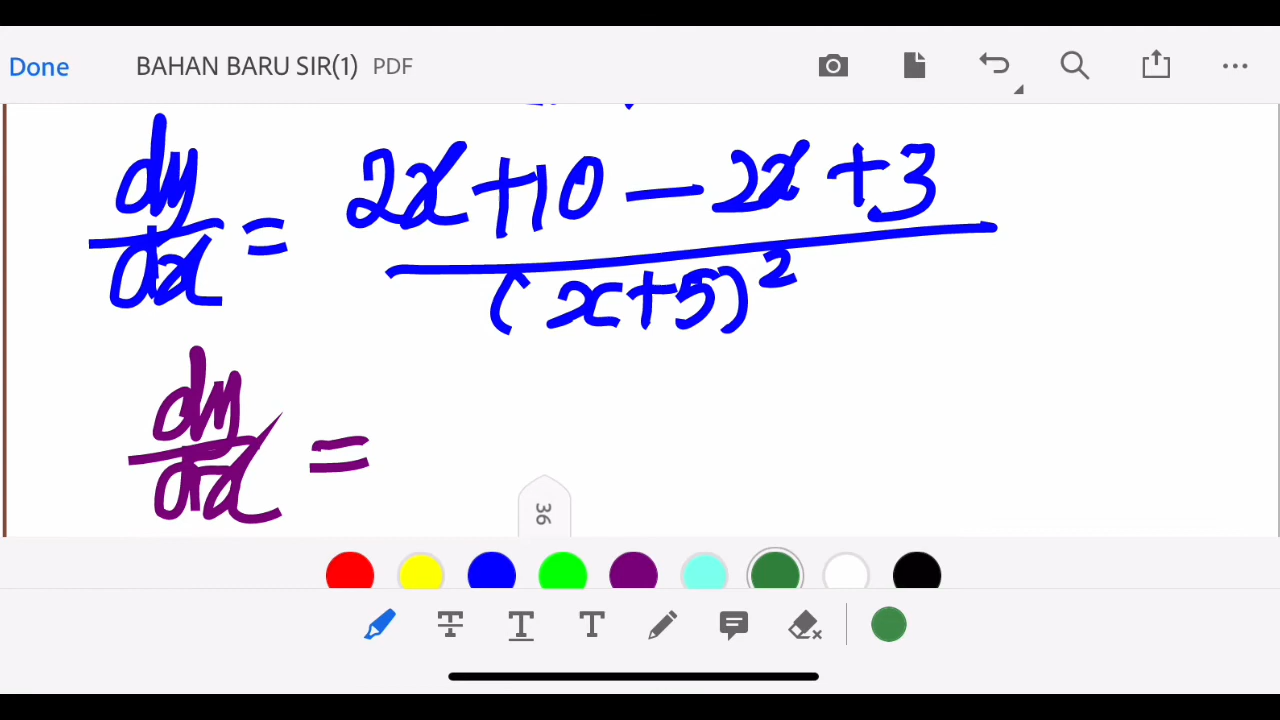 Done BAHAN BARU SIR(1) PDF
dy/dx = (2x+10-2x+3)/(x+5)²
dy/dx =
36
T T T